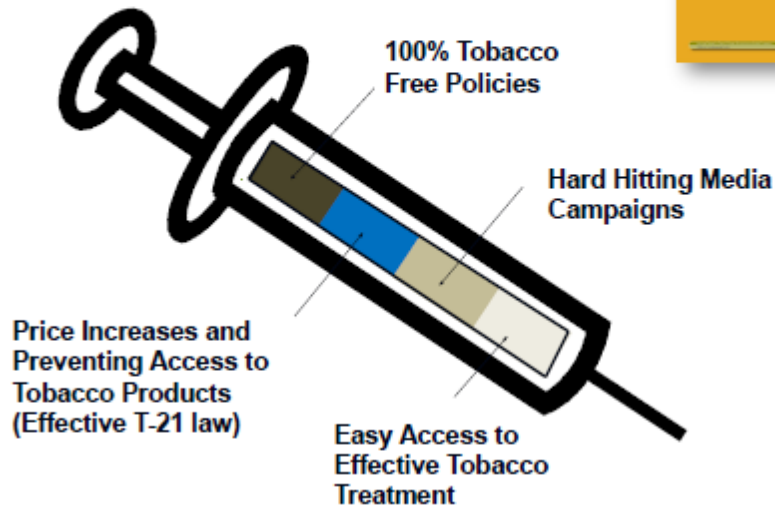 100% Tobacco
Free Policies
Hard Hitting Media
Campaigns
Price Increases and
Preventing Access to
Tobacco Products
(Effective T-21 law)
Easy Access to
Effective Tobacco
Treatment